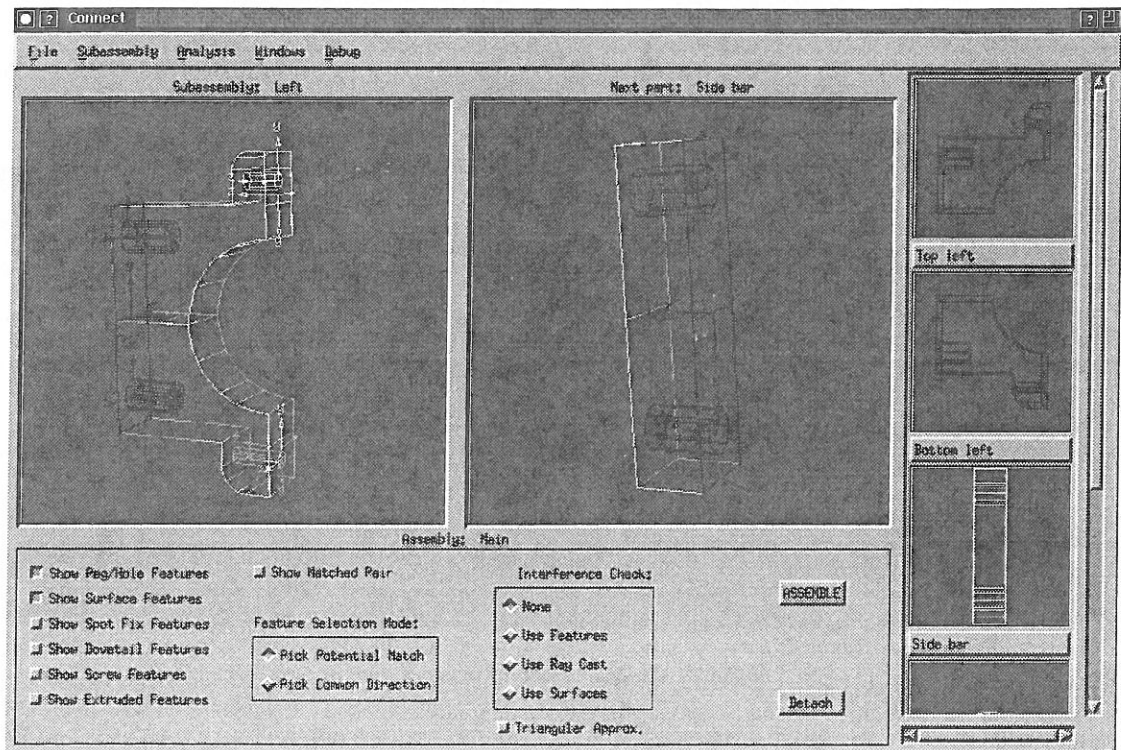 Connect
File Subassembly Analysis Windows Debug
Subassembly: Left
Next part: Side bar
Top left
Bottom left
Side bar
Assembly: Main
Show Peg/Hole Features
Show Surface Features
Show Spot Fix Features
Show Dovetail Features
Show Screw Features
Show Extruded Features
Show Matched Pair
Feature Selection Mode:
Pick Potential Match
Pick Common Direction
Interference Check:
None
Use Features
Use Ray Cast
Use Surfaces
Triangular Approx.
ASSEMBLE
Detach